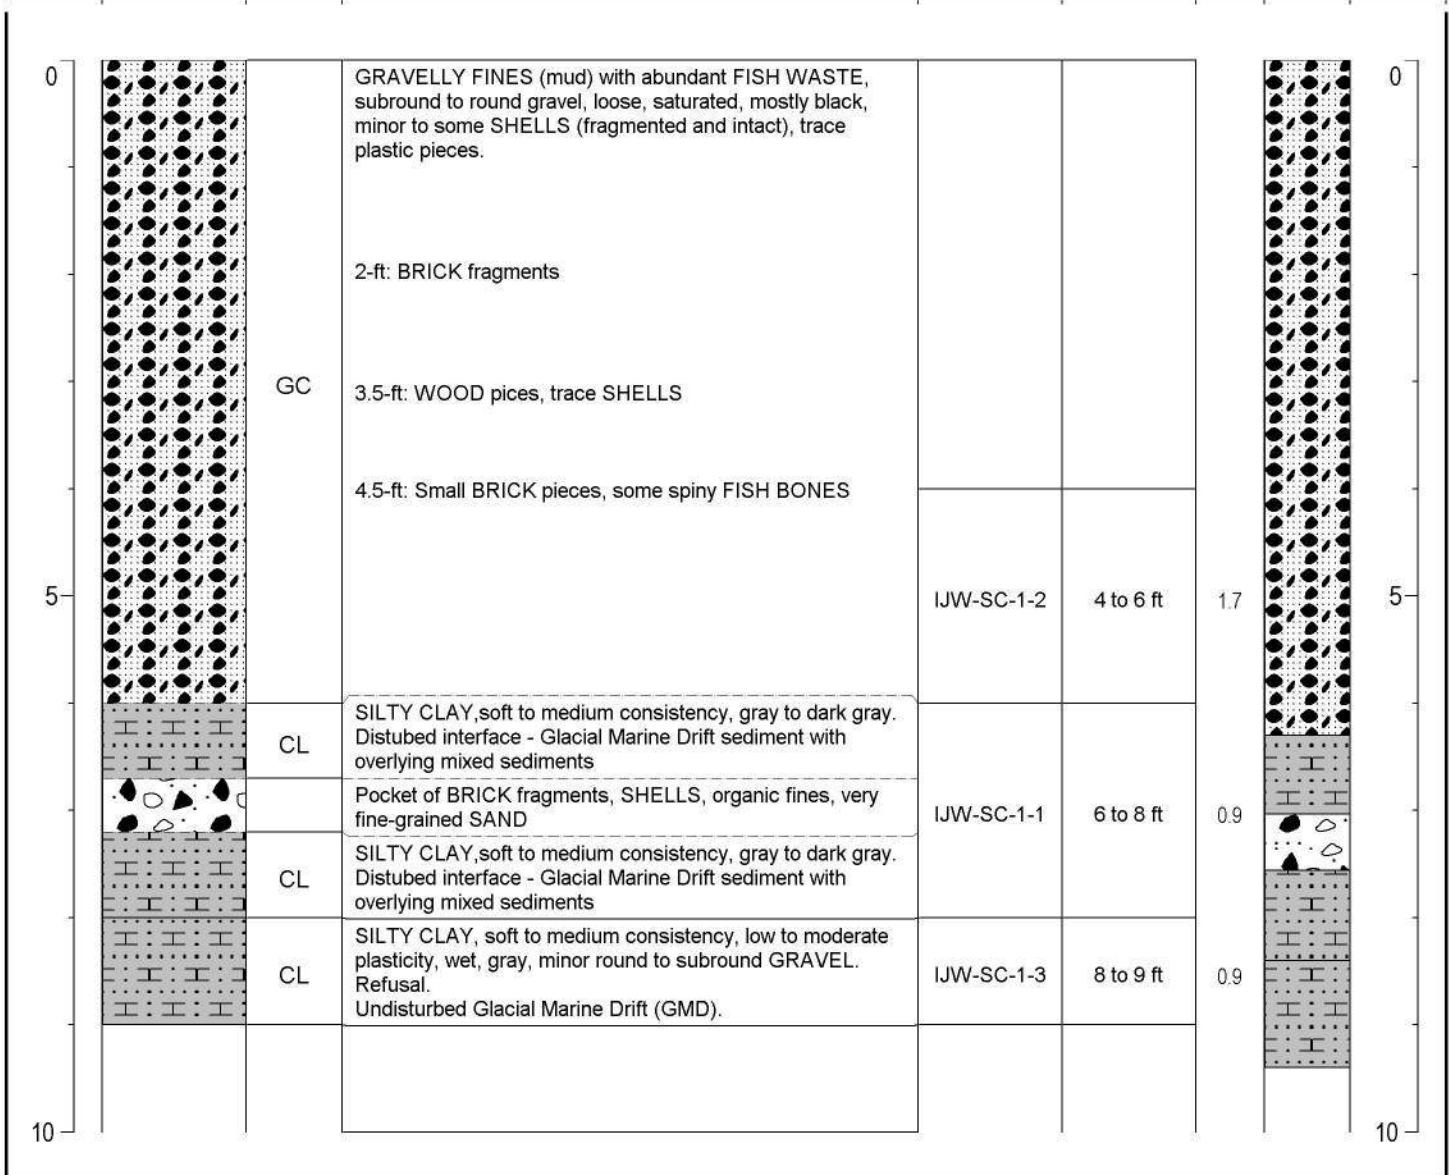 0
GRAVELLY FINES (mud) with abundant FISH WASTE,
subround to round gravel, loose, saturated, mostly black,
minor to some SHELLS (fragmented and intact), trace
plastic pieces.
0
2-ft: BRICK fragments
GC
3.5-ft: WOOD pices, trace SHELLS
4.5-ft: Small BRICK pieces, some spiny FISH BONES
5
IJW-SC-1-2
4 to 6 ft
1.7
5
CL
SILTY CLAY,soft to medium consistency, gray to dark gray.
Distubed interface - Glacial Marine Drift sediment with
overlying mixed sediments
Pocket of BRICK fragments, SHELLS, organic fines, very
fine-grained SAND
IJW-SC-1-1
6 to 8 ft
0.9
CL
SILTY CLAY,soft to medium consistency, gray to dark gray.
Distubed interface - Glacial Marine Drift sediment with
overlying mixed sediments
CL
SILTY CLAY, soft to medium consistency, low to moderate
plasticity, wet, gray, minor round to subround GRAVEL.
Refusal.
Undisturbed Glacial Marine Drift (GMD).
IJW-SC-1-3
8 to 9 ft
0.9
10
10